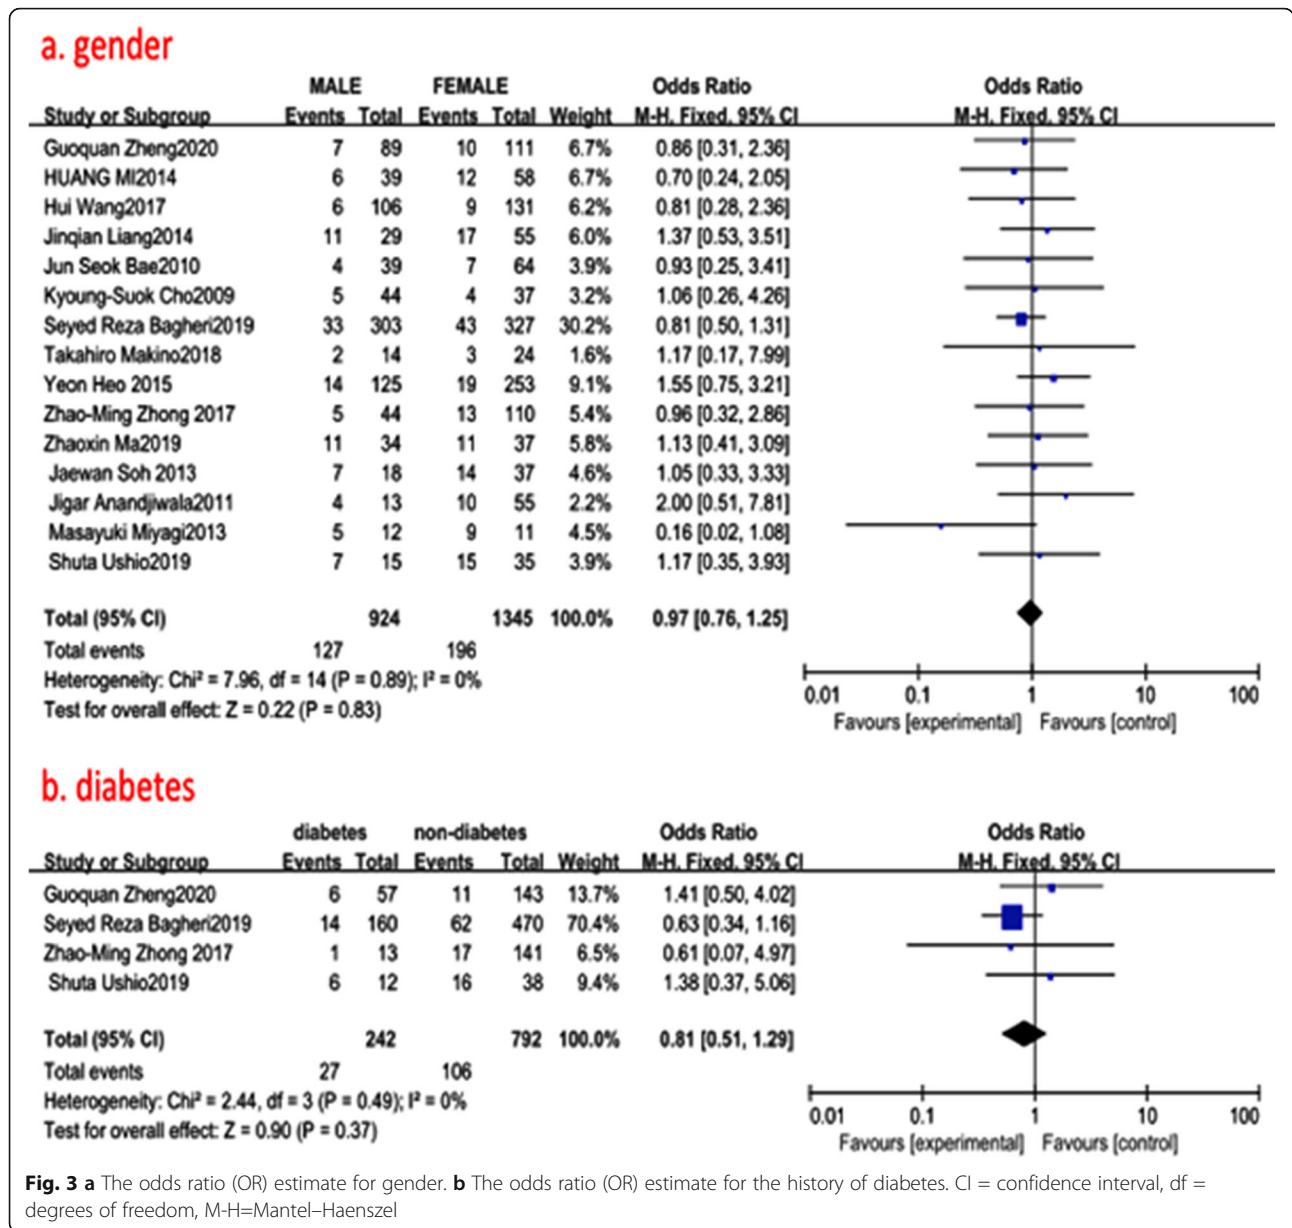 a. gender
MALE FEMALE Odds Ratio Odds Ratio
Study or Subgroup Events Total Events Total Weight M-H, Fixed, 95% CI M-H, Fixed, 95% CI
Guoquan Zheng2020 7 89 10 111 6.7% 0.86 [0.31, 2.36]
HUANG MI2014 6 39 12 58 6.7% 0.70 [0.24, 2.05]
Hui Wang2017 6 106 9 131 6.2% 0.81 [0.28, 2.36]
Jinqian Liang2014 11 29 17 55 6.0% 1.37 [0.53, 3.51]
Jun Seok Bae2010 4 39 7 64 3.9% 0.93 [0.25, 3.41]
Kyoung-Suok Cho2009 5 44 4 37 3.2% 1.06 [0.26, 4.26]
Seyed Reza Bagheri2019 33 303 43 327 30.2% 0.81 [0.50, 1.31]
Takahiro Makino2018 2 14 3 24 1.6% 1.17 [0.17, 7.99]
Yeon Heo 2015 14 125 19 253 9.1% 1.55 [0.75, 3.21]
Zhao-Ming Zhong 2017 5 44 13 110 5.4% 0.96 [0.32, 2.86]
Zhaoxin Ma2019 11 34 11 37 5.8% 1.13 [0.41, 3.09]
Jaewan Soh 2013 7 18 14 37 4.6% 1.05 [0.33, 3.33]
Jigar Anandjiwala2011 4 13 10 55 2.2% 2.00 [0.51, 7.81]
Masayuki Miyagi2013 5 12 9 11 4.5% 0.16 [0.02, 1.08]
Shuta Ushio2019 7 15 15 35 3.9% 1.17 [0.35, 3.93]
Total (95% CI) 924 1345 100.0% 0.97 [0.76, 1.25]
Total events 127 196
Heterogeneity: Chi² = 7.96, df = 14 (P = 0.89); I² = 0%
Test for overall effect: Z = 0.22 (P = 0.83)
0.01 0.1 1 10 100
Favours [experimental] Favours [control]
b. diabetes
diabetes non-diabetes Odds Ratio Odds Ratio
Study or Subgroup Events Total Events Total Weight M-H, Fixed, 95% CI M-H, Fixed, 95% CI
Guoquan Zheng2020 6 57 11 143 13.7% 1.41 [0.50, 4.02]
Seyed Reza Bagheri2019 14 160 62 470 70.4% 0.63 [0.34, 1.16]
Zhao-Ming Zhong 2017 1 13 17 141 6.5% 0.61 [0.07, 4.97]
Shuta Ushio2019 6 12 16 38 9.4% 1.38 [0.37, 5.06]
Total (95% CI) 242 792 100.0% 0.81 [0.51, 1.29]
Total events 27 106
Heterogeneity: Chi² = 2.44, df = 3 (P = 0.49); I² = 0%
Test for overall effect: Z = 0.90 (P = 0.37)
0.01 0.1 1 10 100
Favours [experimental] Favours [control]
Fig. 3 a The odds ratio (OR) estimate for gender. b The odds ratio (OR) estimate for the history of diabetes. CI = confidence interval, df =
degrees of freedom, M-H=Mantel–Haenszel